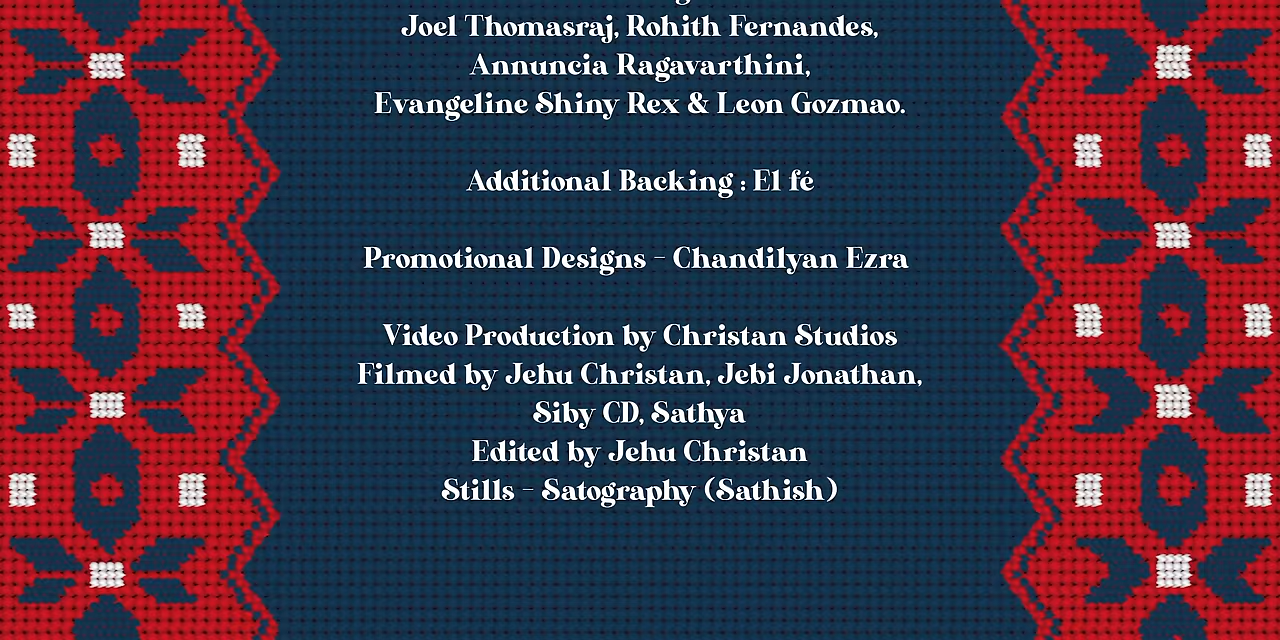 Joel Thomasraj, Rohith Fernandes,
Annuncia Ragavarthini,
Evangeline Shiny Rex & Leon Gozmao.
Additional Backing : El fé
Promotional Designs - Chandilyan Ezra
Video Production by Christan Studios
Filmed by Jehu Christan, Jebi Jonathan,
Siby CD, Sathya
Edited by Jehu Christan
Stills - Satography (Sathish)